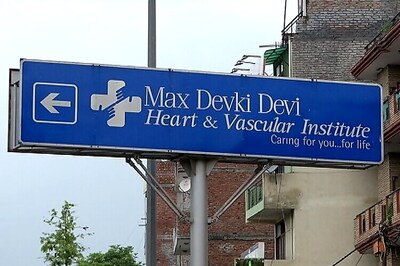 Max Devki Devi
Heart & Vascular Institute
Caring for you...for life